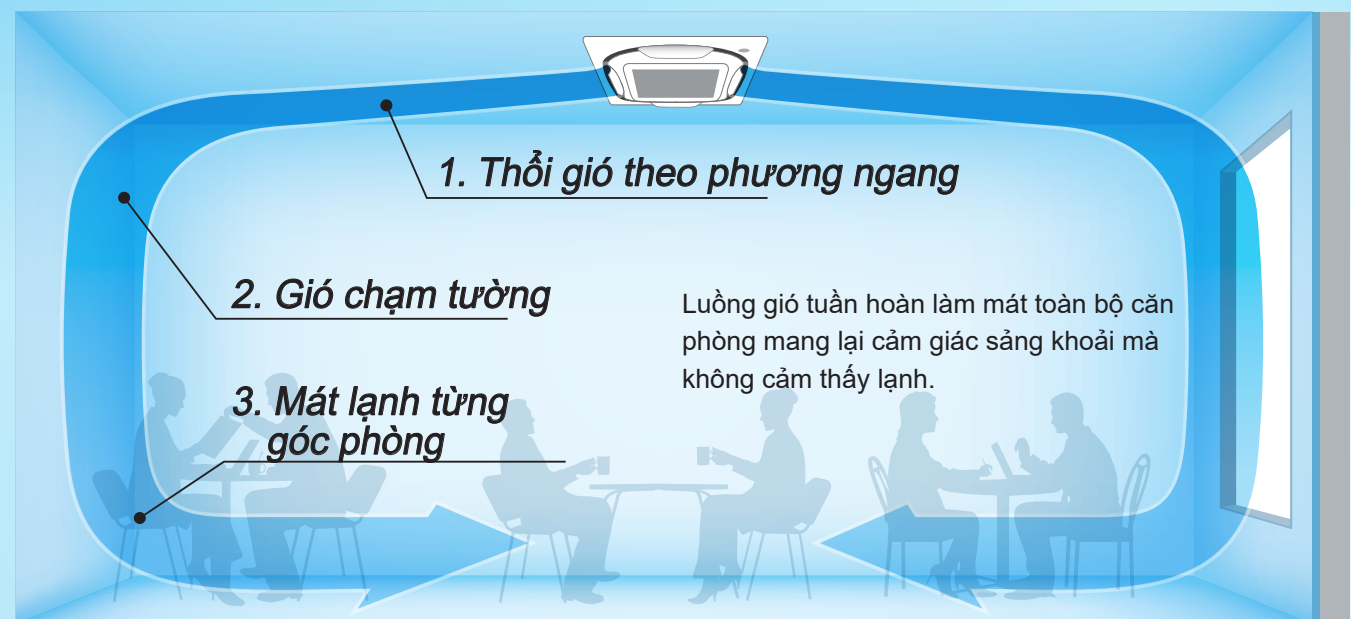 1. Thổi gió theo phương ngang
2. Gió chạm tường
Luồng gió tuần hoàn làm mát toàn bộ căn
phòng mang lại cảm giác sảng khoải mà
không cảm thấy lạnh.
3. Mát lạnh từng
góc phòng